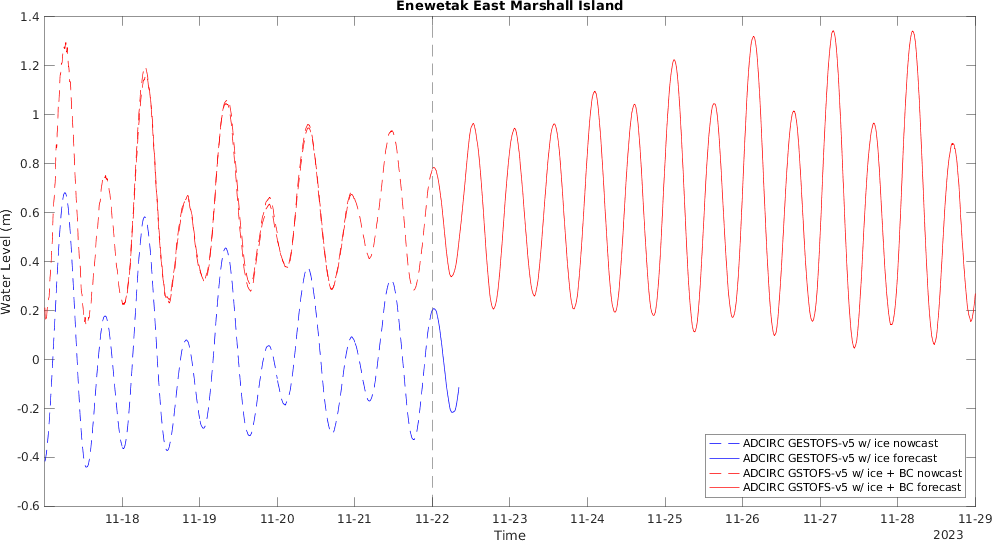 Enewetak East Marshall Island
1.4
1.2
1
0.8
0.6
0.4
0.2
0
-0.2
-0.4
-0.6
Water Level (m)
ADCIRC GESTOFS-v5 w/ ice nowcast
ADCIRC GESTOFS-v5 w/ ice forecast
ADCIRC GSTOFS-v5 w/ ice + BC nowcast
ADCIRC GSTOFS-v5 w/ ice + BC forecast
11-18 11-19 11-20 11-21 11-22 11-23 11-24 11-25 11-26 11-27 11-28 11-29
Time
2023